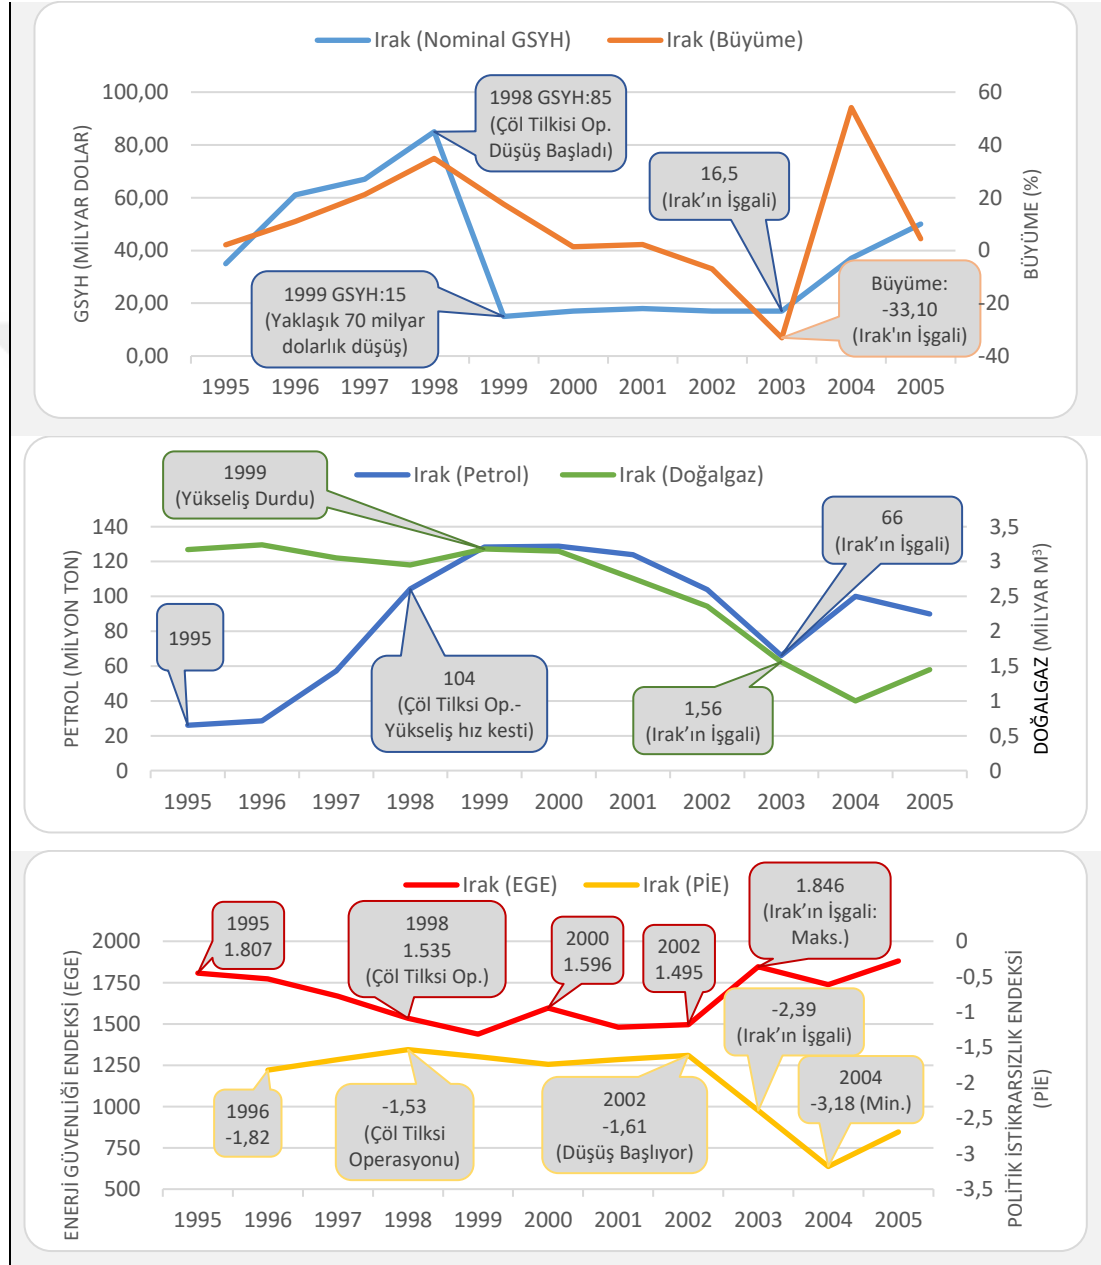 Irak (Nominal GSYH) Irak (Büyüme)
GSYH (MİLYAR DOLAR)
100,00
80,00
60,00
40,00
20,00
0,00
1998 GSYH:85
(Çöl Tilkisi Op.
Düşüş Başladı)
16,5
(Irak’ın İşgali)
1999 GSYH:15
(Yaklaşık 70 milyar
dolarlık düşüş)
Büyüme:
-33,10
(Irak'ın İşgali)
60
40
20
0
-20
-40
BÜYÜME (%)
1995 1996 1997 1998 1999 2000 2001 2002 2003 2004 2005
Irak (Petrol) Irak (Doğalgaz)
1999
(Yükseliş Durdu)
66
(Irak’ın İşgali)
PETROL (MİLYON TON)
140
120
100
80
60
40
20
0
1995
104
(Çöl Tilksi Op.-
Yükseliş hız kesti)
1,56
(Irak’ın İşgali)
3,5
3
2,5
2
1,5
1
0,5
0
DOĞALGAZ (MİLYAR M³)
1995 1996 1997 1998 1999 2000 2001 2002 2003 2004 2005
Irak (EGE) Irak (PİE)
ENERJİ GÜVENLİĞİ ENDEKSİ (EGE)
2000
1750
1500
1250
1000
750
500
1995
1.807
1998
1.535
(Çöl Tilksi Op.)
2000
1.596
2002
1.495
1.846
(Irak’ın İşgali:
Maks.)
-2,39
(Irak’ın İşgali)
1996
-1,82
-1,53
(Çöl Tilksi
Operasyonu)
2002
-1,61
(Düşüş Başlıyor)
2004
-3,18 (Min.)
0
-0,5
-1
-1,5
-2
-2,5
-3
-3,5
POLİTİK İSTİKRARSIZLIK ENDEKSİ
(PİE)
1995 1996 1997 1998 1999 2000 2001 2002 2003 2004 2005